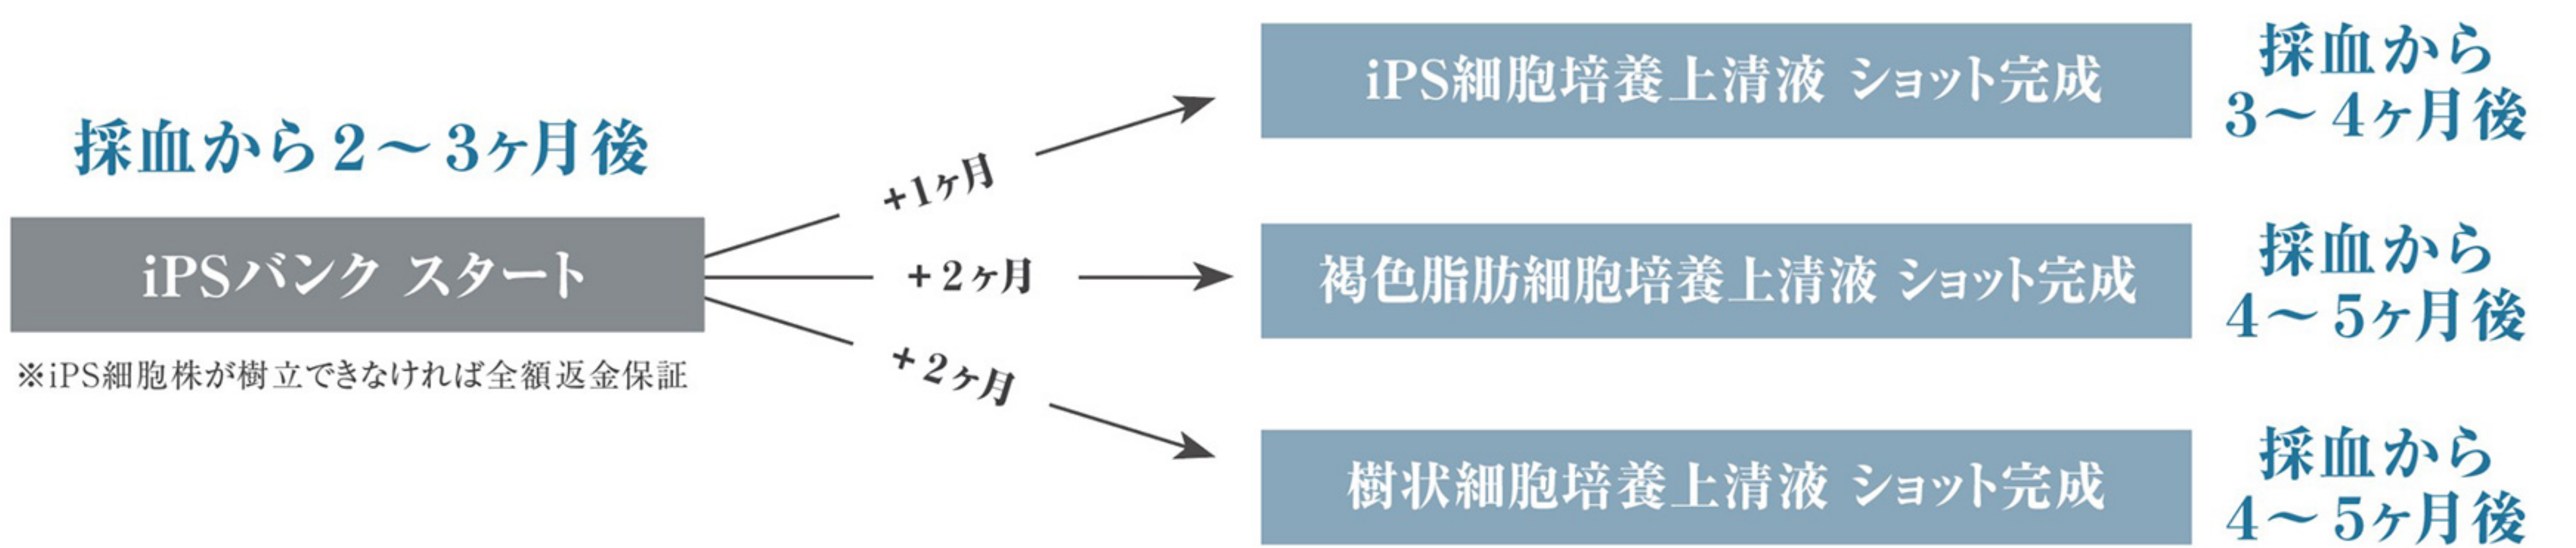 採血から2〜3ヶ月後
iPSバンク スタート
※iPS細胞株が樹立できなければ全額返金保証
+1ヶ月
+2ヶ月
+2ヶ月
iPS細胞培養上清液 ショット完成
採血から
3〜4ヶ月後
褐色脂肪細胞培養上清液 ショット完成
採血から
4〜5ヶ月後
樹状細胞培養上清液 ショット完成
採血から
4〜5ヶ月後